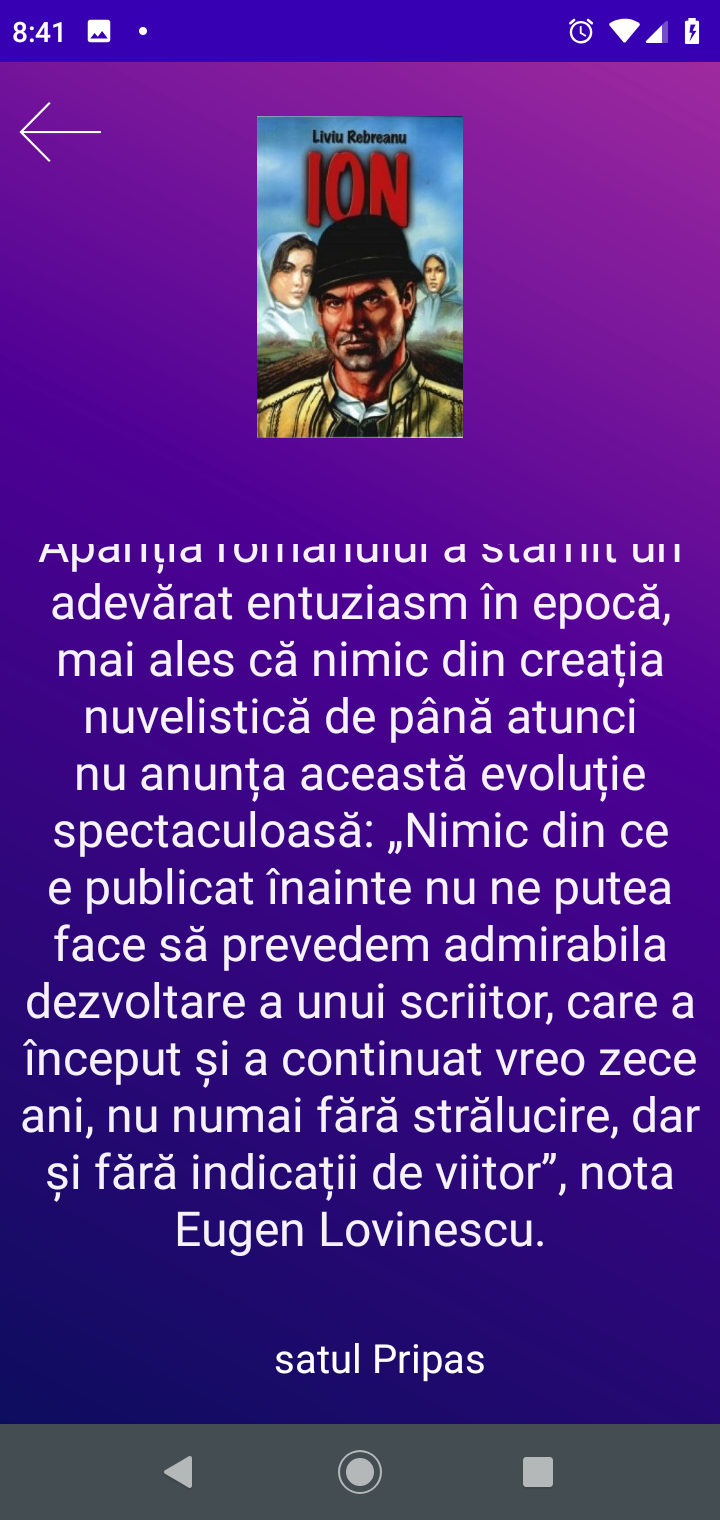 8:41
Liviu Rebreanu
ION
Apariția romanului a stârnit un
adevărat entuziasm în epocă,
mai ales că nimic din creația
nuvelistică de până atunci
nu anunța această evoluție
spectaculoasă: „Nimic din ce
e publicat înainte nu ne putea
face să prevedem admirabila
dezvoltare a unui scriitor, care a
început și a continuat vreo zece
ani, nu numai fără strălucire, dar
și fără indicații de viitor”, nota
Eugen Lovinescu.
satul Pripas